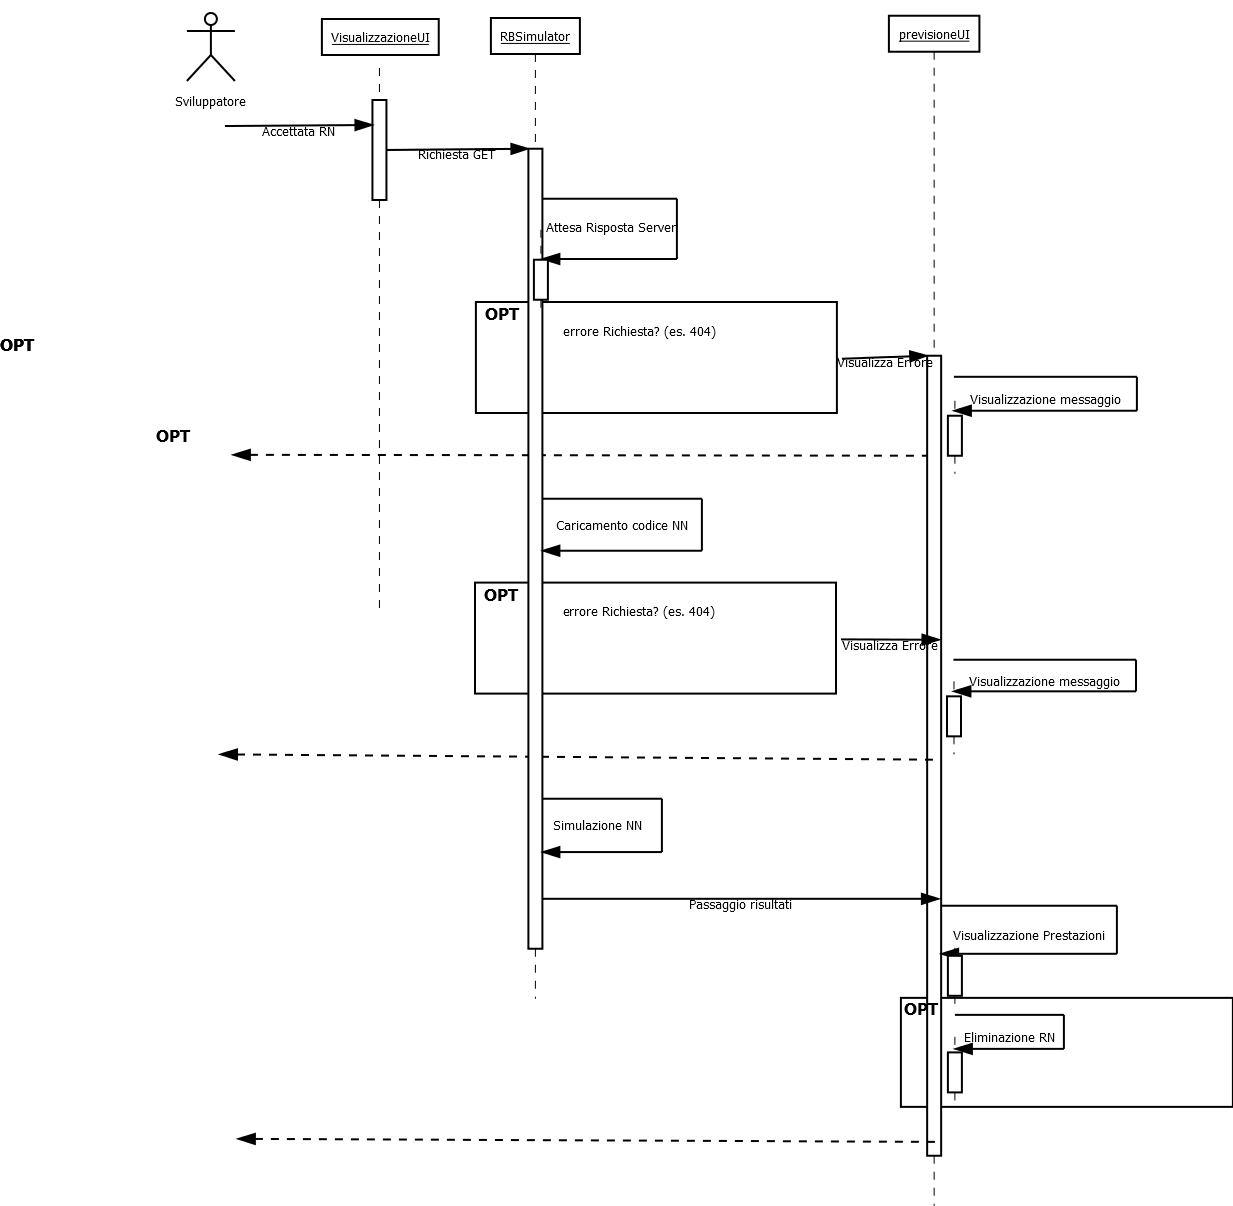 VisualizzazioneUI
RBSimulator
previsioneUI
Sviluppatore
Accettata RN
Richiesta GET
Attesa Risposta Server
OPT
errore Richiesta? (es. 404)
OPT
Visualizza Errore
Visualizzazione messaggio
OPT
Caricamento codice NN
OPT
errore Richiesta? (es. 404)
Visualizza Errore
Visualizzazione messaggio
Simulazione NN
Passaggio risultati
Visualizzazione Prestazioni
OPT
Eliminazione RN